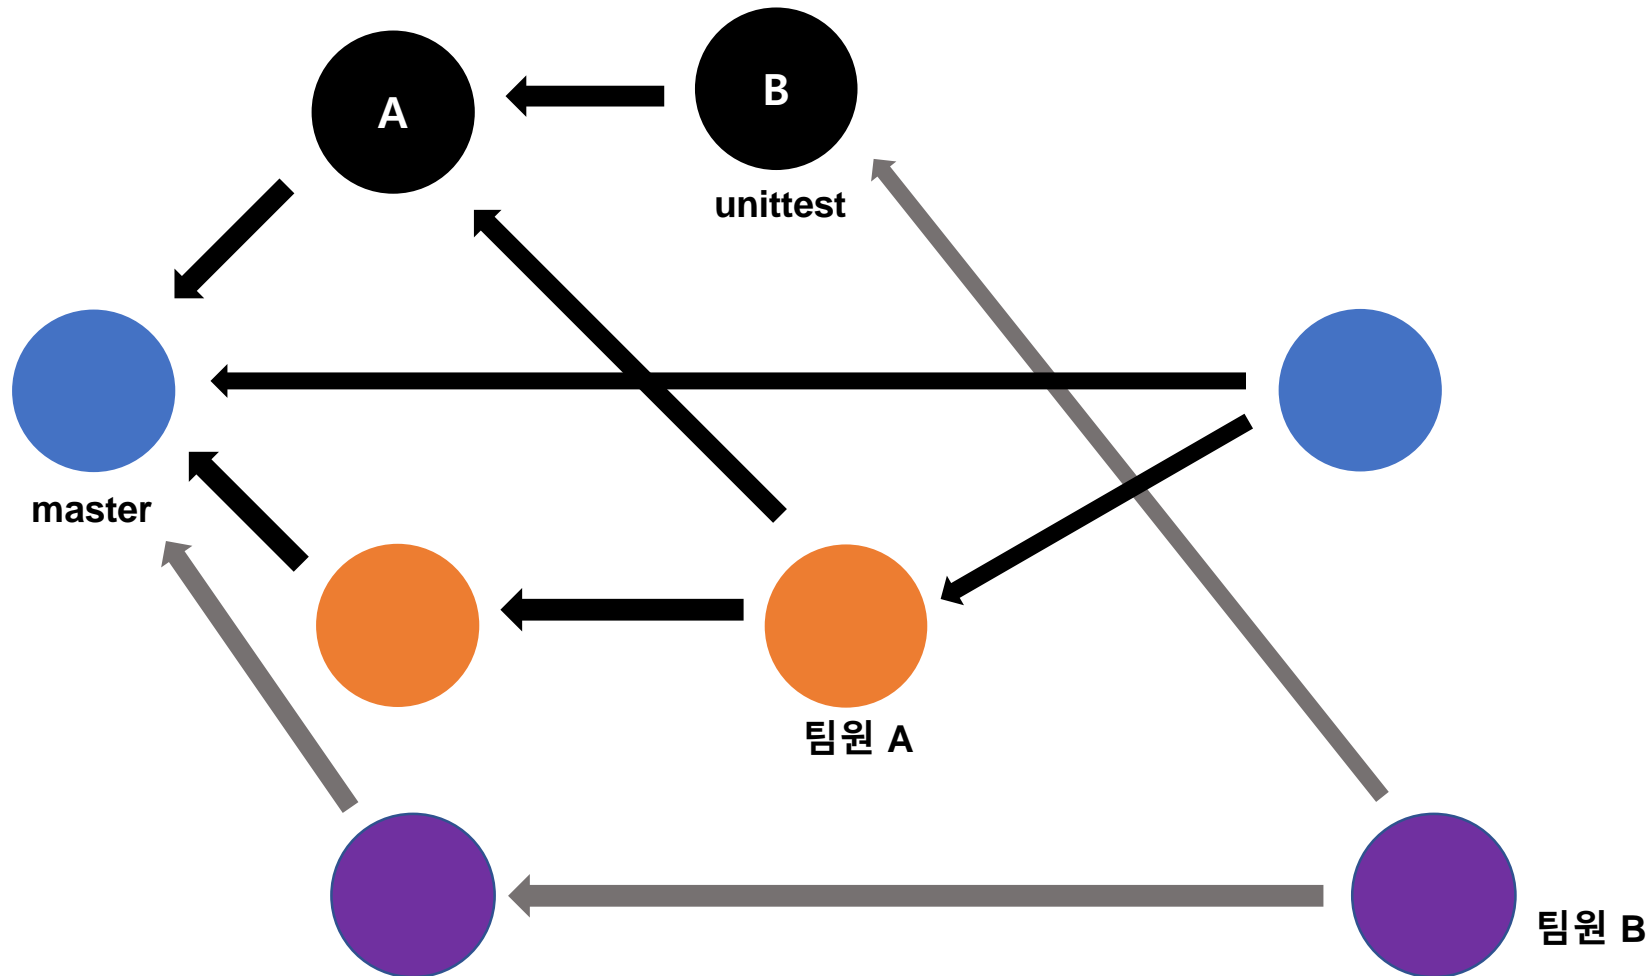 A
B
unittest
master
팀원 A
팀원 B